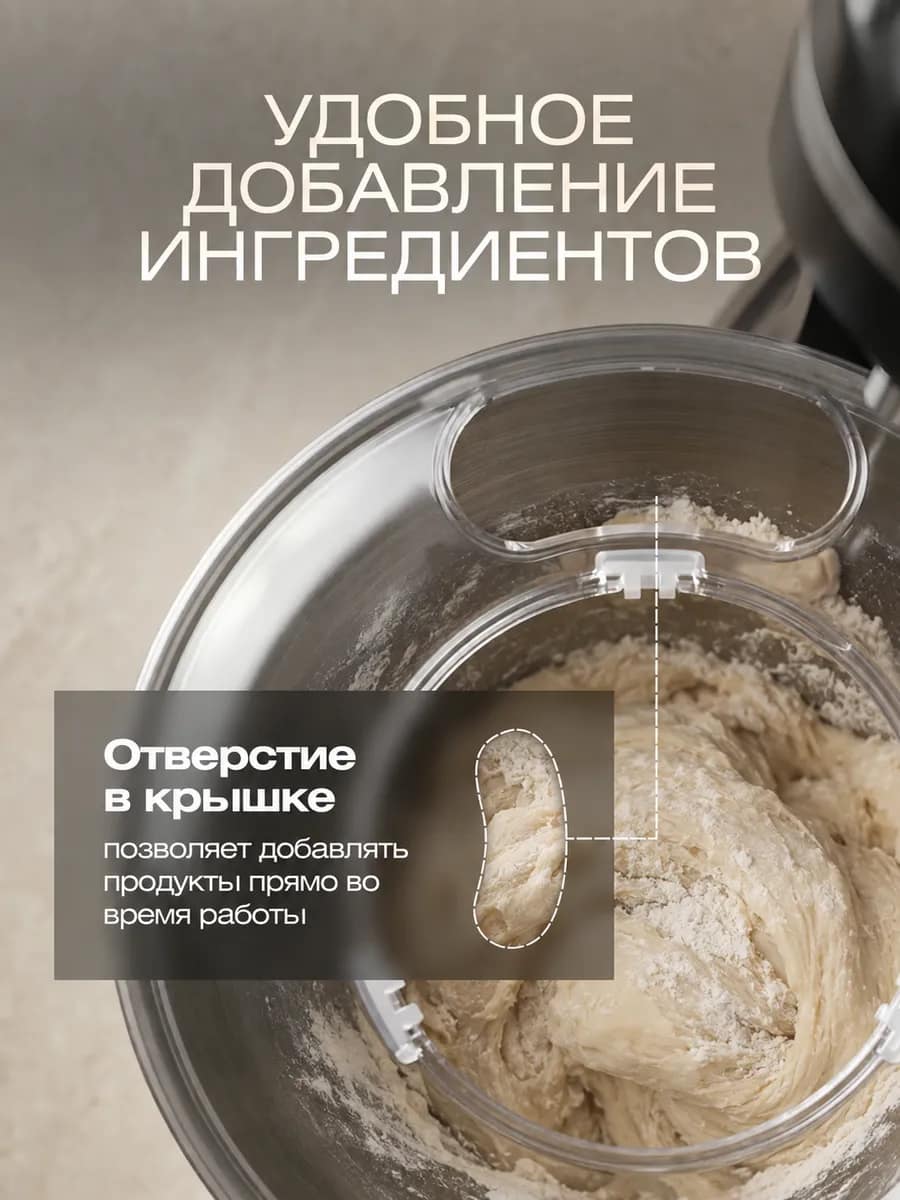 УДОБНОЕ
ДОБАВЛЕНИЕ
ИНГРЕДИЕНТОВ
Отверстие
в крышке
позволяет добавлять
продукты прямо во
время работы